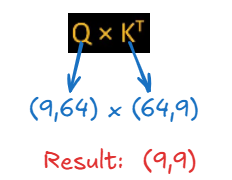 Q × Kᵀ
(9,64) × (64,9)
Result: (9,9)